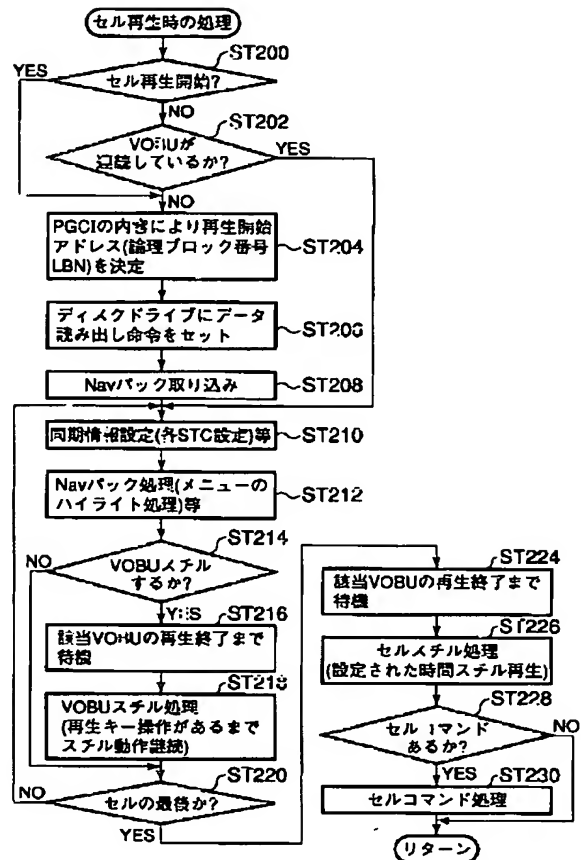 セル再生時の処理
ST200
YES
セル再生開始?
NO
ST202
VOBUが
連続しているか?
YES
NO
PGCIの内容により再生開始
アドレス(論理ブロック番号
LBN)を決定
ST204
ディスクドライブにデータ
読み出し命令をセット
ST206
Navパック取り込み
ST208
同期情報設定(各STC設定)等
ST210
Navパック処理(メニューの
ハイライト処理)等
ST212
ST214
NO
VOBUスチル
するか?
YES
ST216
該当VOBUの再生終了まで
待機
ST218
VOBUスチル処理
(再生キー操作があるまで
スチル動作継続)
ST220
NO
セルの最後か?
YES
ST224
該当VOBUの再生終了まで
待機
ST226
セルスチル処理
(設定された時間スチル再生)
ST228
セルコマンド
あるか?
NO
YES
ST230
セルコマンド処理
リターン